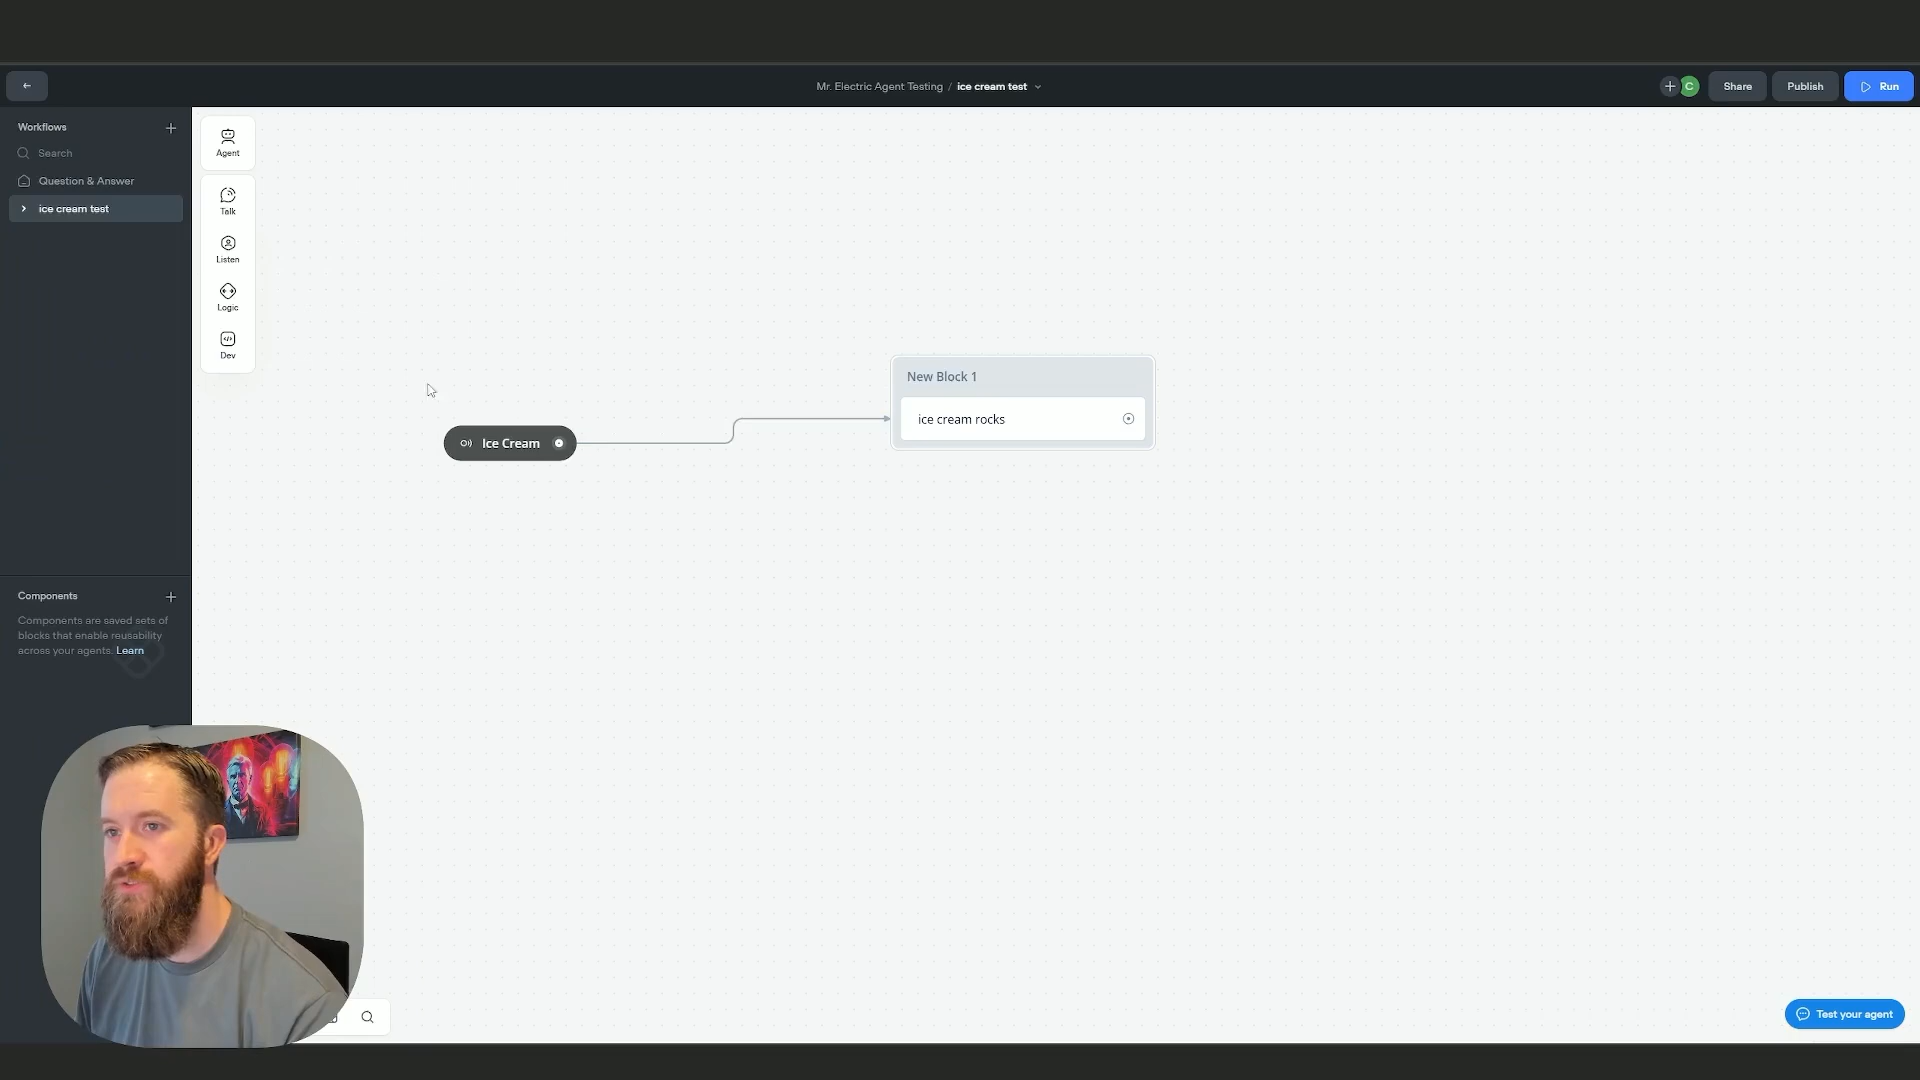 Mr. Electric Agent Testing / ice cream test
C
Share
Publish
Run
Workflows
Search
Question & Answer
ice cream test
Agent
Talk
Listen
Logic
Dev
Ice Cream
New Block 1
ice cream rocks
Components
Components are saved sets of
blocks that enable reusability
across your agents. Learn
Test your agent